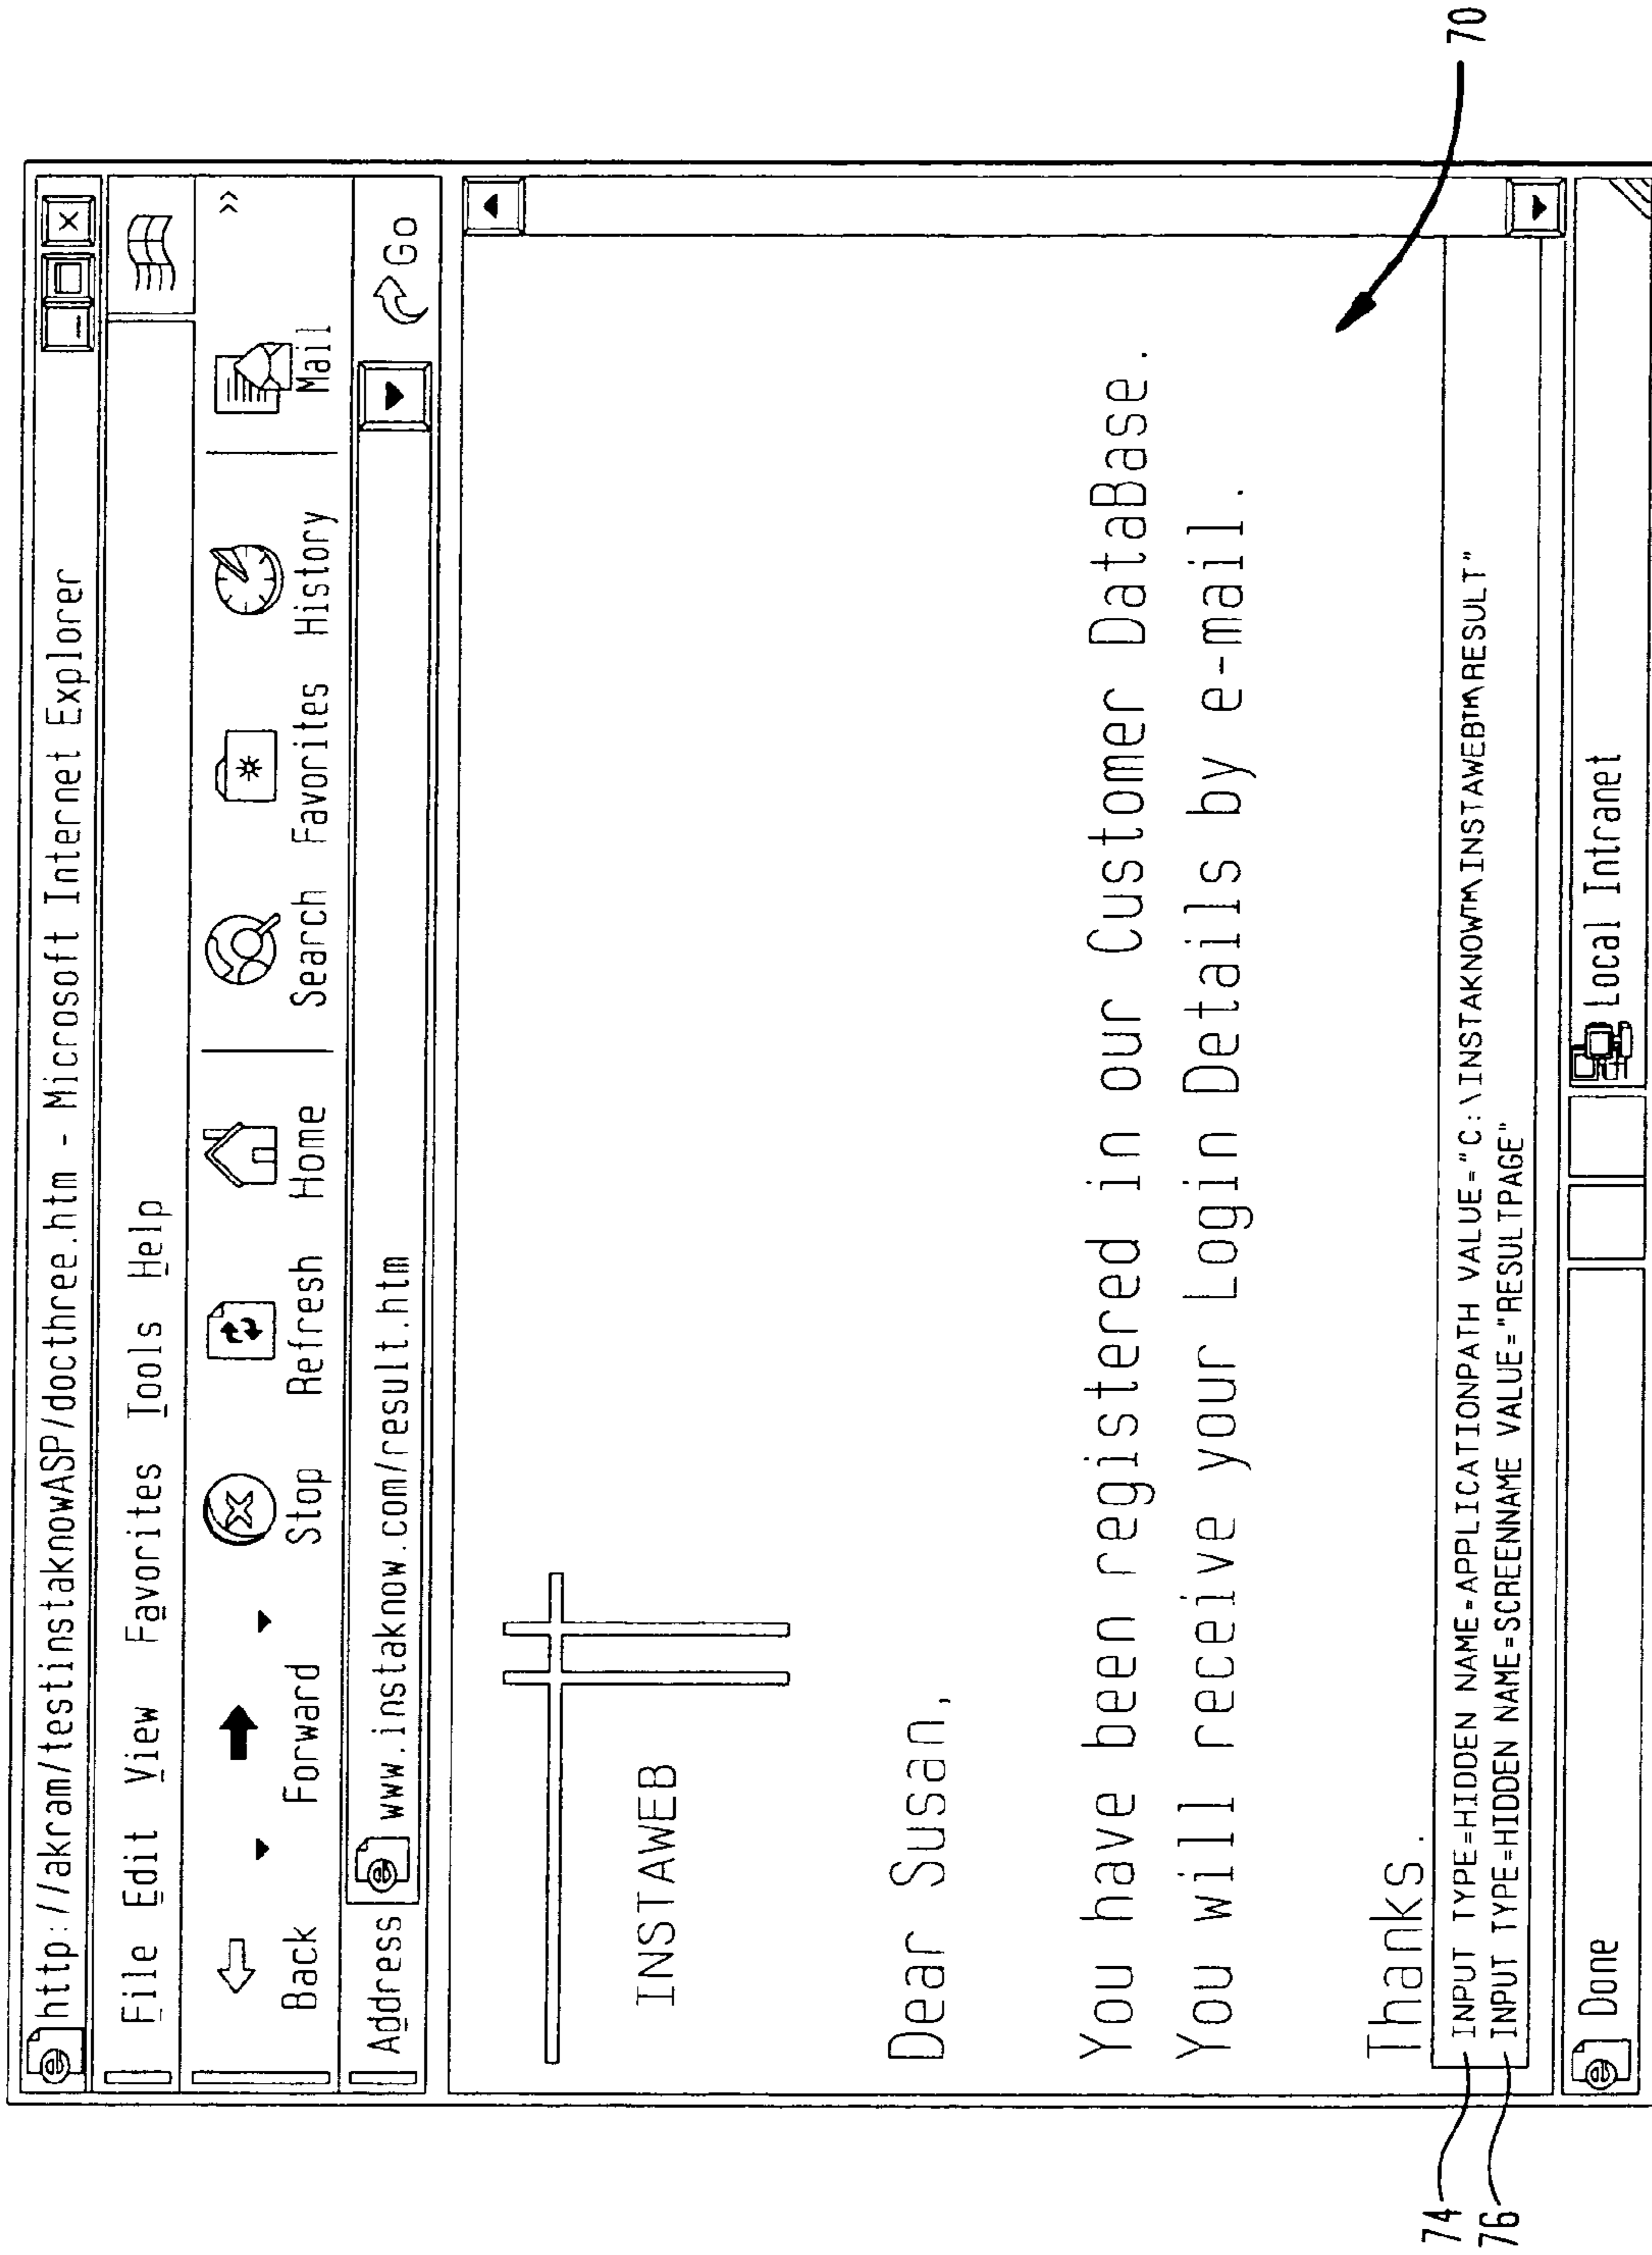 http://akram/testinstaknowASP/docthree.htm - Microsoft Internet Explorer
File Edit View Favorites Tools Help
»
Back Forward Stop Refresh Home Search Favorites History Mail
Address www.instaknow.com/result.htm Go
INSTAWEB
Dear Susan,
You have been registered in our Customer DataBase.
You will receive your Login Details by e-mail.
Thanks.
70
74 INPUT TYPE=HIDDEN NAME=APPLICATIONPATH VALUE="C:\INSTAKNOWTM\INSTAWEBTM\RESULT"
76 INPUT TYPE=HIDDEN NAME=SCREENNAME VALUE="RESULTPAGE"
Done Local Intranet